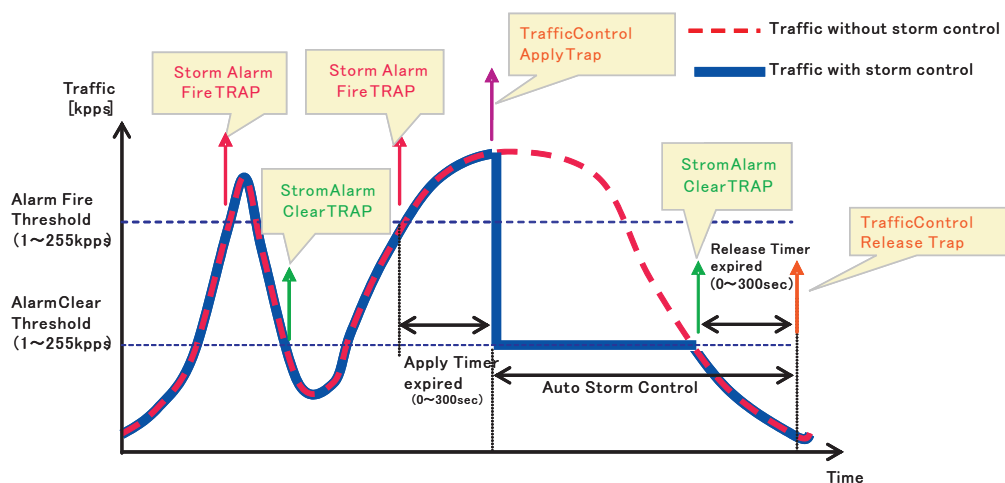 TrafficControl
ApplyTrap
Traffic without storm control
Traffic with storm control
Storm Alarm
FireTRAP
Storm Alarm
FireTRAP
Traffic
[kpps]
StromAlarm
ClearTRAP
StromAlarm
ClearTRAP
Alarm Fire
Threshold
(1～255kpps)
TrafficControl
Release Trap
Release Timer
expired
(0～300sec)
AlarmClear
Threshold
(1～255kpps)
Apply Timer
expired
(0～300sec)
Auto Storm Control
Time